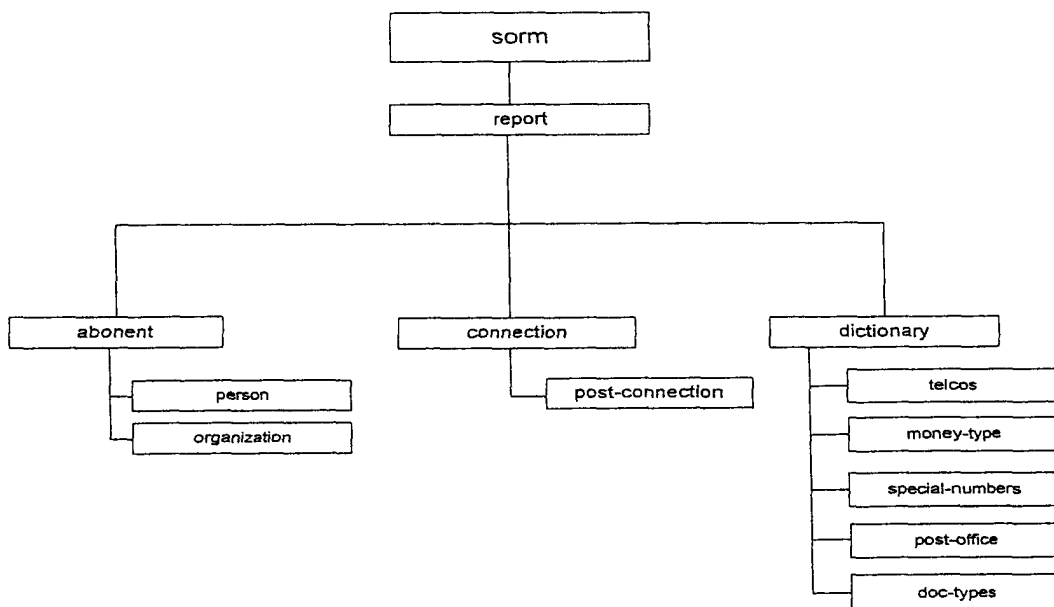 sorm
report
abonent
person
organization
connection
post-connection
dictionary
telcos
money-type
special-numbers
post-office
doc-types